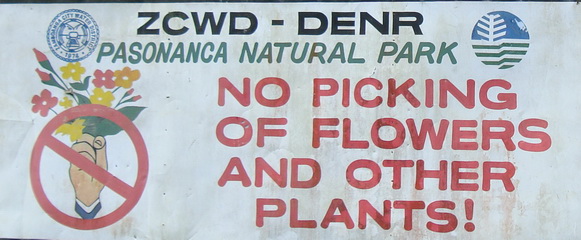 ZCWD - DENR
PASONANCA NATURAL PARK
NO PICKING
OF FLOWERS
AND OTHER
PLANTS!